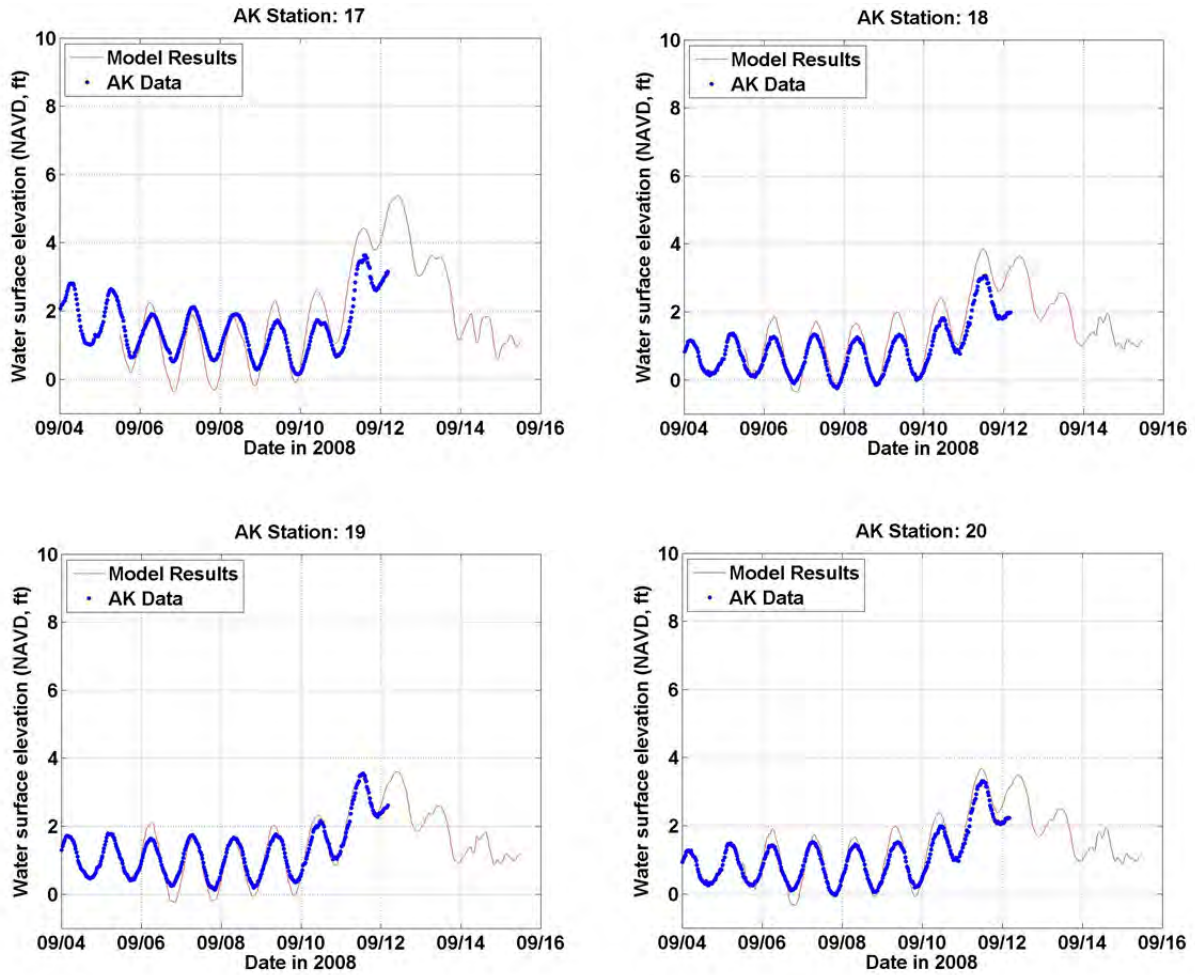 AK Station: 17
10
8
6
4
2
0
Water surface elevation (NAVD, ft)
Model Results
AK Data
09/04 09/06 09/08 09/10 09/12 09/14 09/16
Date in 2008
AK Station: 18
10
8
6
4
2
0
Water surface elevation (NAVD, ft)
Model Results
AK Data
09/04 09/06 09/08 09/10 09/12 09/14 09/16
Date in 2008
AK Station: 19
10
8
6
4
2
0
Water surface elevation (NAVD, ft)
Model Results
AK Data
09/04 09/06 09/08 09/10 09/12 09/14 09/16
Date in 2008
AK Station: 20
10
8
6
4
2
0
Water surface elevation (NAVD, ft)
Model Results
AK Data
09/04 09/06 09/08 09/10 09/12 09/14 09/16
Date in 2008